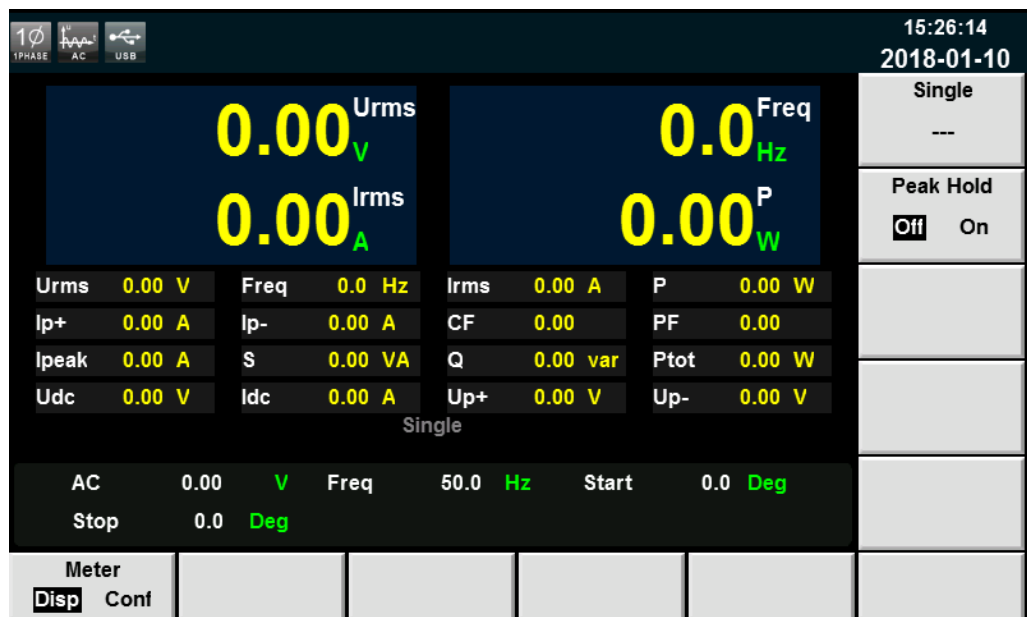 1Ø AC USB 15:26:14
1PHASE 2018-01-10
Single
---
0.00 Urms V 0.0 Freq Hz
0.00 Irms A 0.00 P W
Peak Hold
Off On
Urms 0.00 V Freq 0.0 Hz Irms 0.00 A P 0.00 W
Ip+ 0.00 A Ip- 0.00 A CF 0.00 PF 0.00
Ipeak 0.00 A S 0.00 VA Q 0.00 var Ptot 0.00 W
Udc 0.00 V Idc 0.00 A Up+ 0.00 V Up- 0.00 V
Single
AC 0.00 V Freq 50.0 Hz Start 0.0 Deg
Stop 0.0 Deg
Meter
Disp Conf